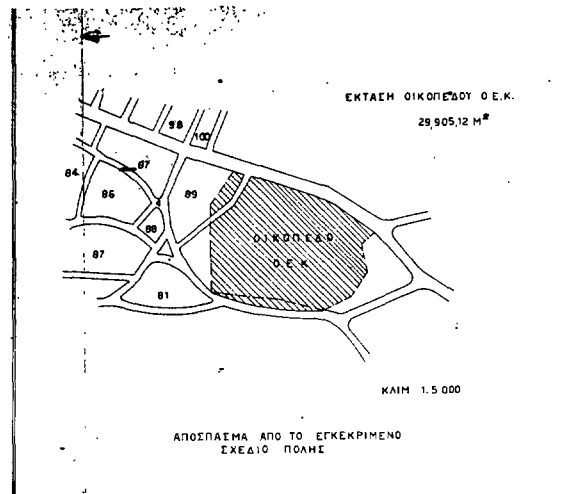 ΕΚΤΑΣΗ ΟΙΚΟΠΕΔΟΥ Ο Ε.Κ.
29,905,12 Μ²
98
100
87
84
86
89
88
87
81
ΟΙΚΟΠΕΔΟ
Ο.Ε.Κ.
ΚΛΙΜ 1.5 000
ΑΠΟΣΠΑΣΜΑ ΑΠΟ ΤΟ ΕΓΚΕΚΡΙΜΕΝΟ
ΣΧΕΔΙΟ ΠΟΛΗΣ